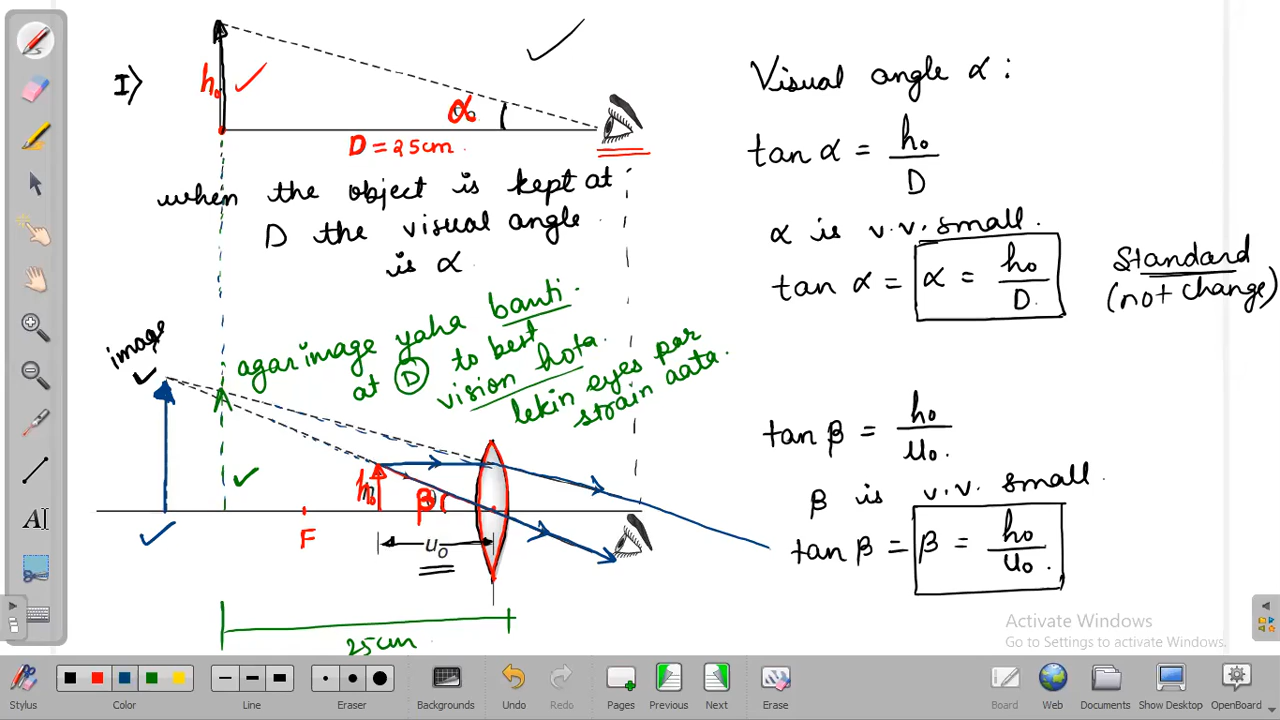 I)
h₀
α₀
D = 25cm
when the object is kept at
D the visual angle
is α
image
agar image yaha banti
at D to best
vision hota.
lekin eyes par
strain aata.
h₀
β
F
u₀
25cm
Visual angle α :
tan α = h₀/D
α is v.v. small.
tan α = α = h₀/D.
Standard
(not change)
tan β = h₀/u₀.
β is v.v. small.
tan β = β = h₀/u₀.
Activate Windows
Go to Settings to activate Windows.
Stylus
Color
Line
Eraser
Backgrounds
Undo
Redo
Pages
Previous
Next
Erase
Board
Web
Documents
Show Desktop
OpenBoard